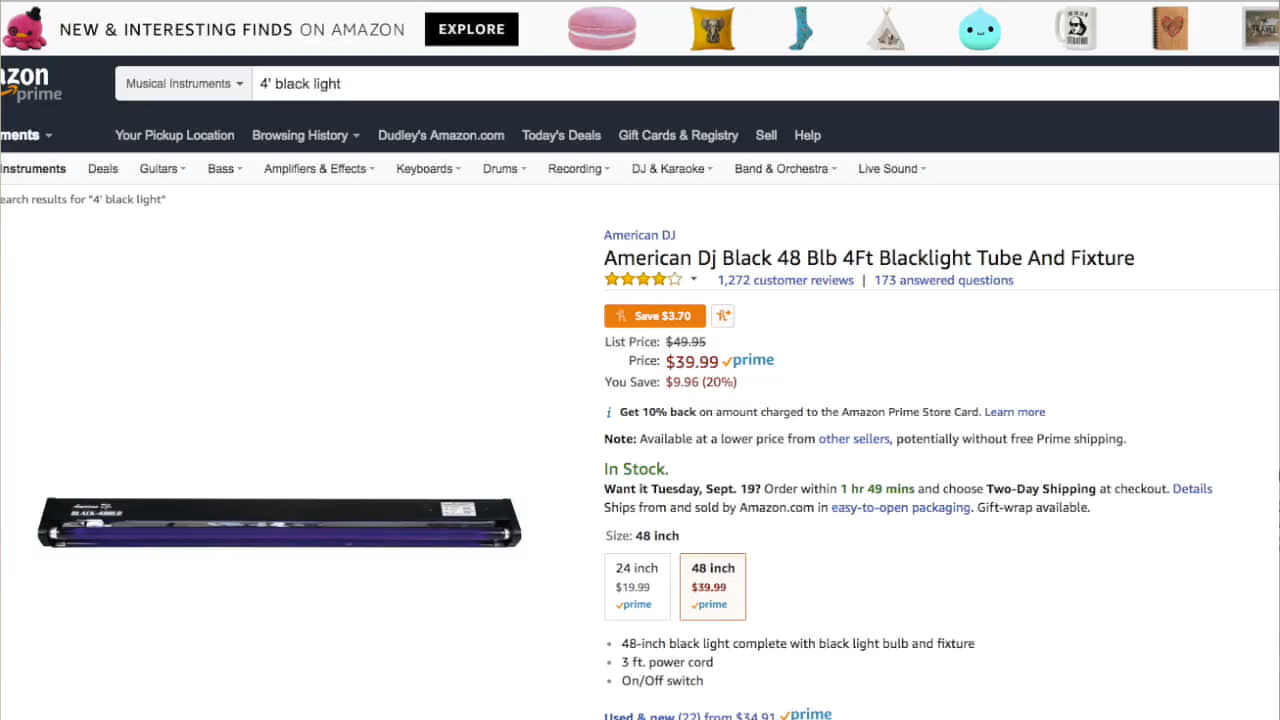 NEW & INTERESTING FINDS ON AMAZON EXPLORE
azon
prime
Musical Instruments 4' black light
ments Your Pickup Location Browsing History Dudley's Amazon.com Today's Deals Gift Cards & Registry Sell Help
Instruments Deals Guitars Bass Amplifiers & Effects Keyboards Drums Recording DJ & Karaoke Band & Orchestra Live Sound
earch results for "4' black light"
American DJ
American Dj Black 48 Blb 4Ft Blacklight Tube And Fixture
1,272 customer reviews | 173 answered questions
Save $3.70
List Price: $49.95
Price: $39.99 prime
You Save: $9.96 (20%)
i Get 10% back on amount charged to the Amazon Prime Store Card. Learn more
Note: Available at a lower price from other sellers, potentially without free Prime shipping.
In Stock.
Want it Tuesday, Sept. 19? Order within 1 hr 49 mins and choose Two-Day Shipping at checkout. Details
Ships from and sold by Amazon.com in easy-to-open packaging. Gift-wrap available.
Size: 48 inch
24 inch 48 inch
$19.99 $39.99
prime prime
• 48-inch black light complete with black light bulb and fixture
• 3 ft. power cord
• On/Off switch
Used & new (22) from $34.91 prime